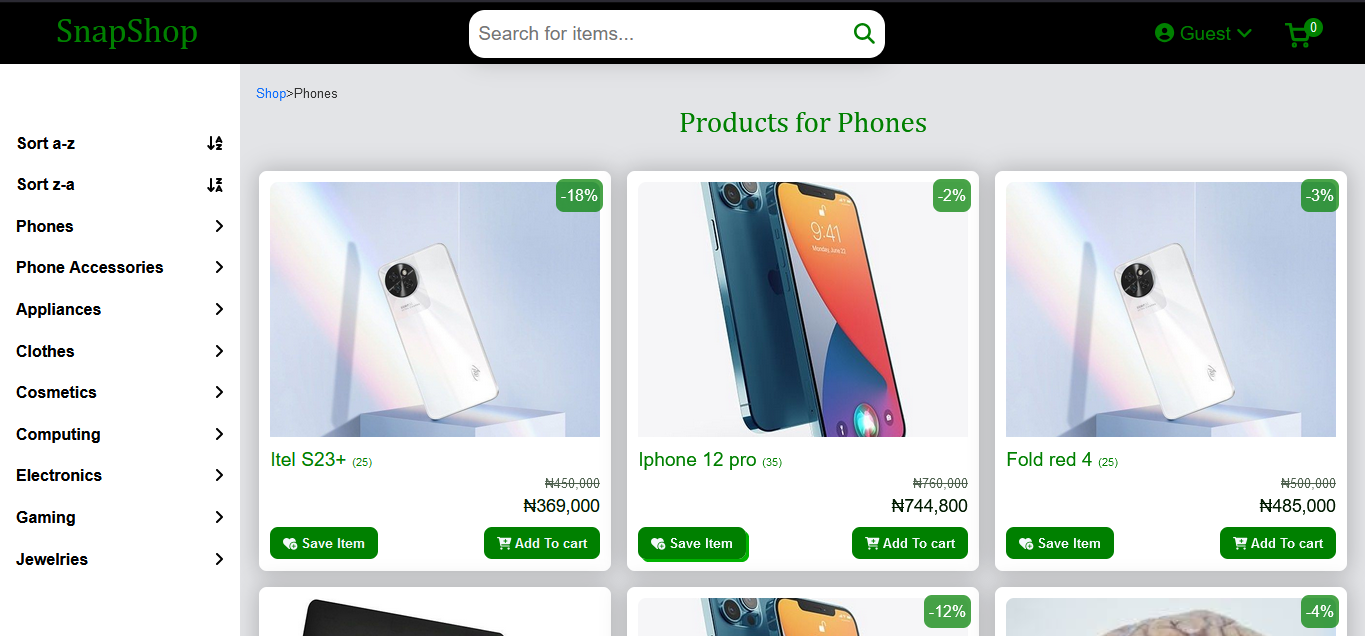 SnapShop
Search for items...
Guest
0
Shop>Phones
Products for Phones
Sort a-z
Sort z-a
Phones
Phone Accessories
Appliances
Clothes
Cosmetics
Computing
Electronics
Gaming
Jewelries
-18%
Itel S23+ (25)
₦450,000
₦369,000
Save Item
Add To cart
-2%
9:41
Monday, June 22
Iphone 12 pro (35)
₦760,000
₦744,800
Save Item
Add To cart
-3%
Fold red 4 (25)
₦500,000
₦485,000
Save Item
Add To cart
-12%
-4%